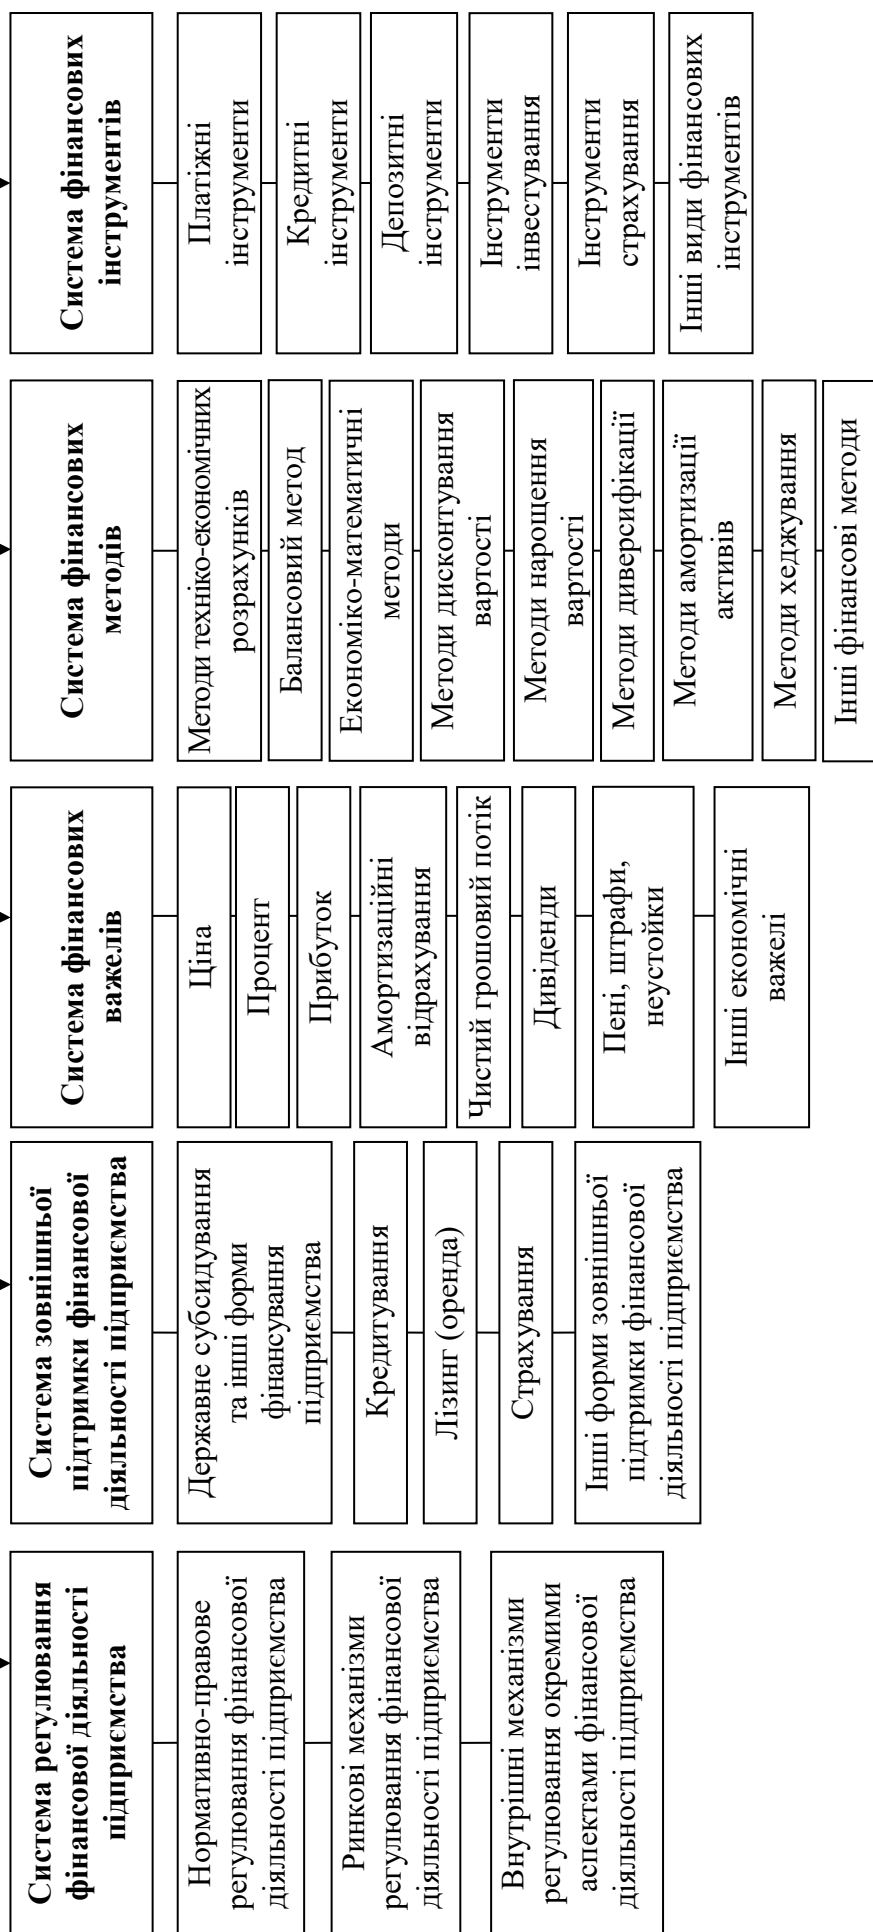 Система регулювання
фінансової діяльності
підприємства
Нормативно-правове
регулювання фінансової
діяльності підприємства
Ринкові механізми
регулювання фінансової
діяльності підприємства
Внутрішні механізми
регулювання окремими
аспектами фінансової
діяльності підприємства
Система зовнішньої
підтримки фінансової
діяльності підприємства
Державне субсидування
та інші форми
фінансування
підприємства
Кредитування
Лізинг (оренда)
Страхування
Інші форми зовнішньої
підтримки фінансової
діяльності підприємства
Система фінансових
важелів
Ціна
Процент
Прибуток
Амортизаційні
відрахування
Чистий грошовий потік
Дивіденди
Пені, штрафи,
неустойки
Інші економічні
важелі
Система фінансових
методів
Методи техніко-економічних
розрахунків
Балансовий метод
Економіко-математичні
методи
Методи дисконтування
вартості
Методи нарощення
вартості
Методи диверсифікації
Методи амортизації
активів
Методи хеджування
Інші фінансові методи
Система фінансових
інструментів
Платіжні
інструменти
Кредитні
інструменти
Депозитні
інструменти
Інструменти
інвестування
Інструменти
страхування
Інші види фінансових
інструментів